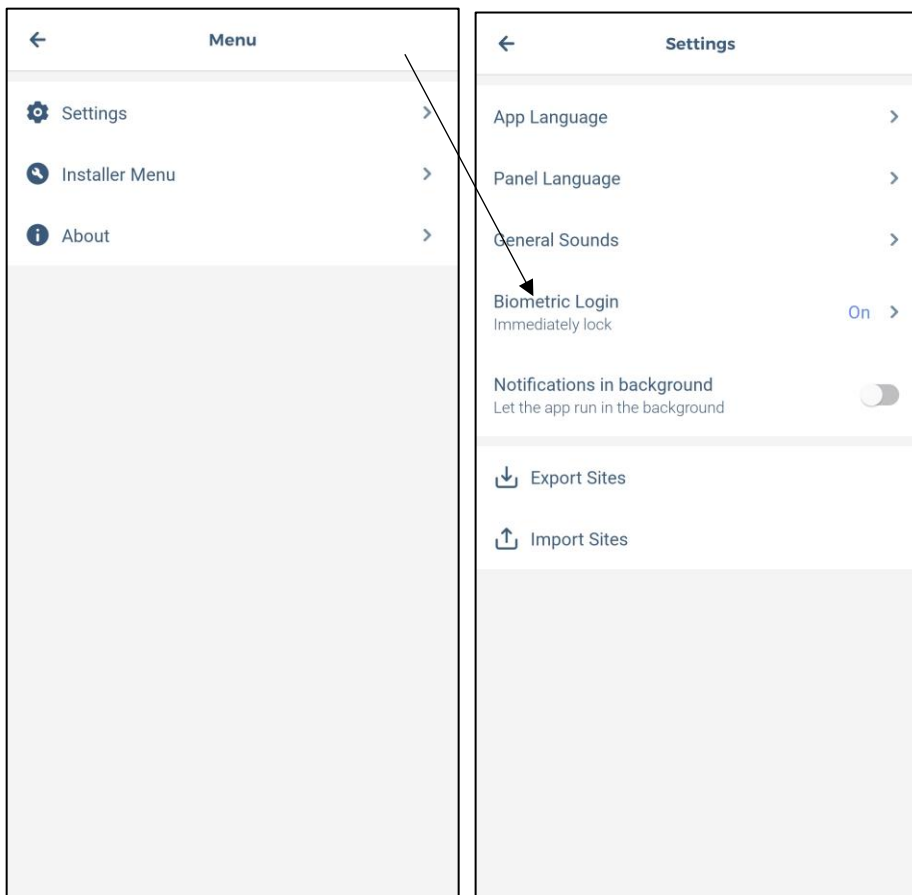 Menu
Settings
Installer Menu
About
Settings
App Language
Panel Language
General Sounds
Biometric Login
Immediately lock
On
Notifications in background
Let the app run in the background
Export Sites
Import Sites